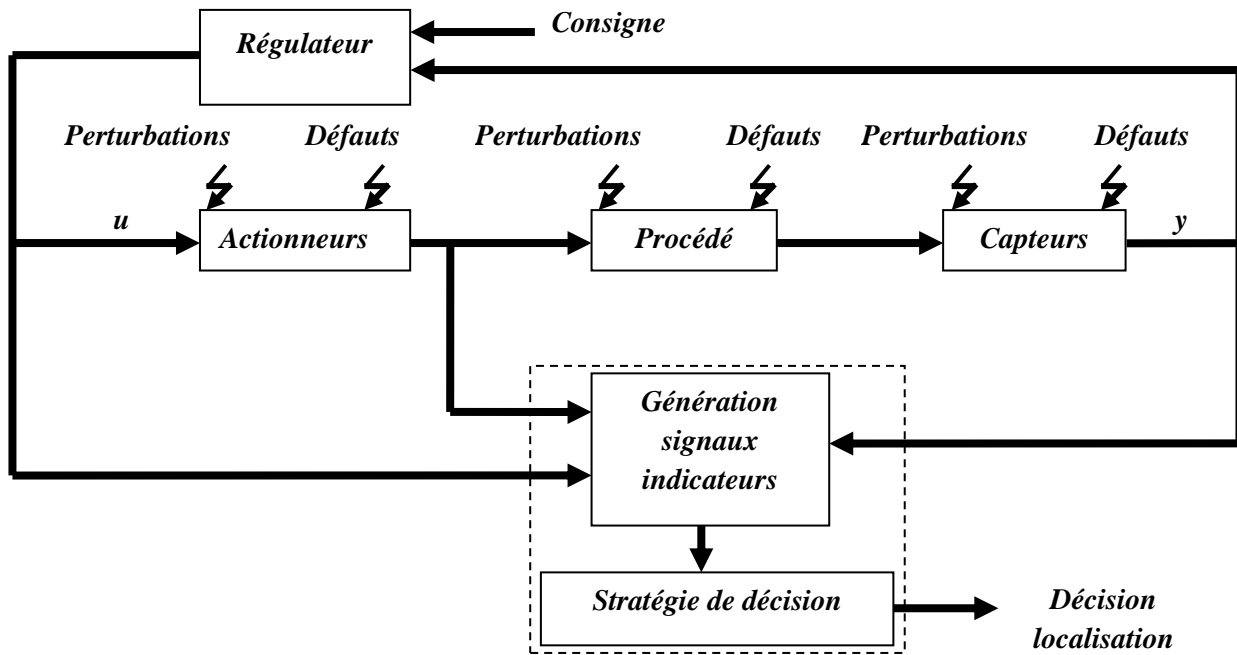 Consigne
Régulateur
Perturbations
Défauts
Perturbations
Défauts
Perturbations
Défauts
u
Actionneurs
Procédé
Capteurs
y
Génération
signaux
indicateurs
Stratégie de décision
Décision
localisation